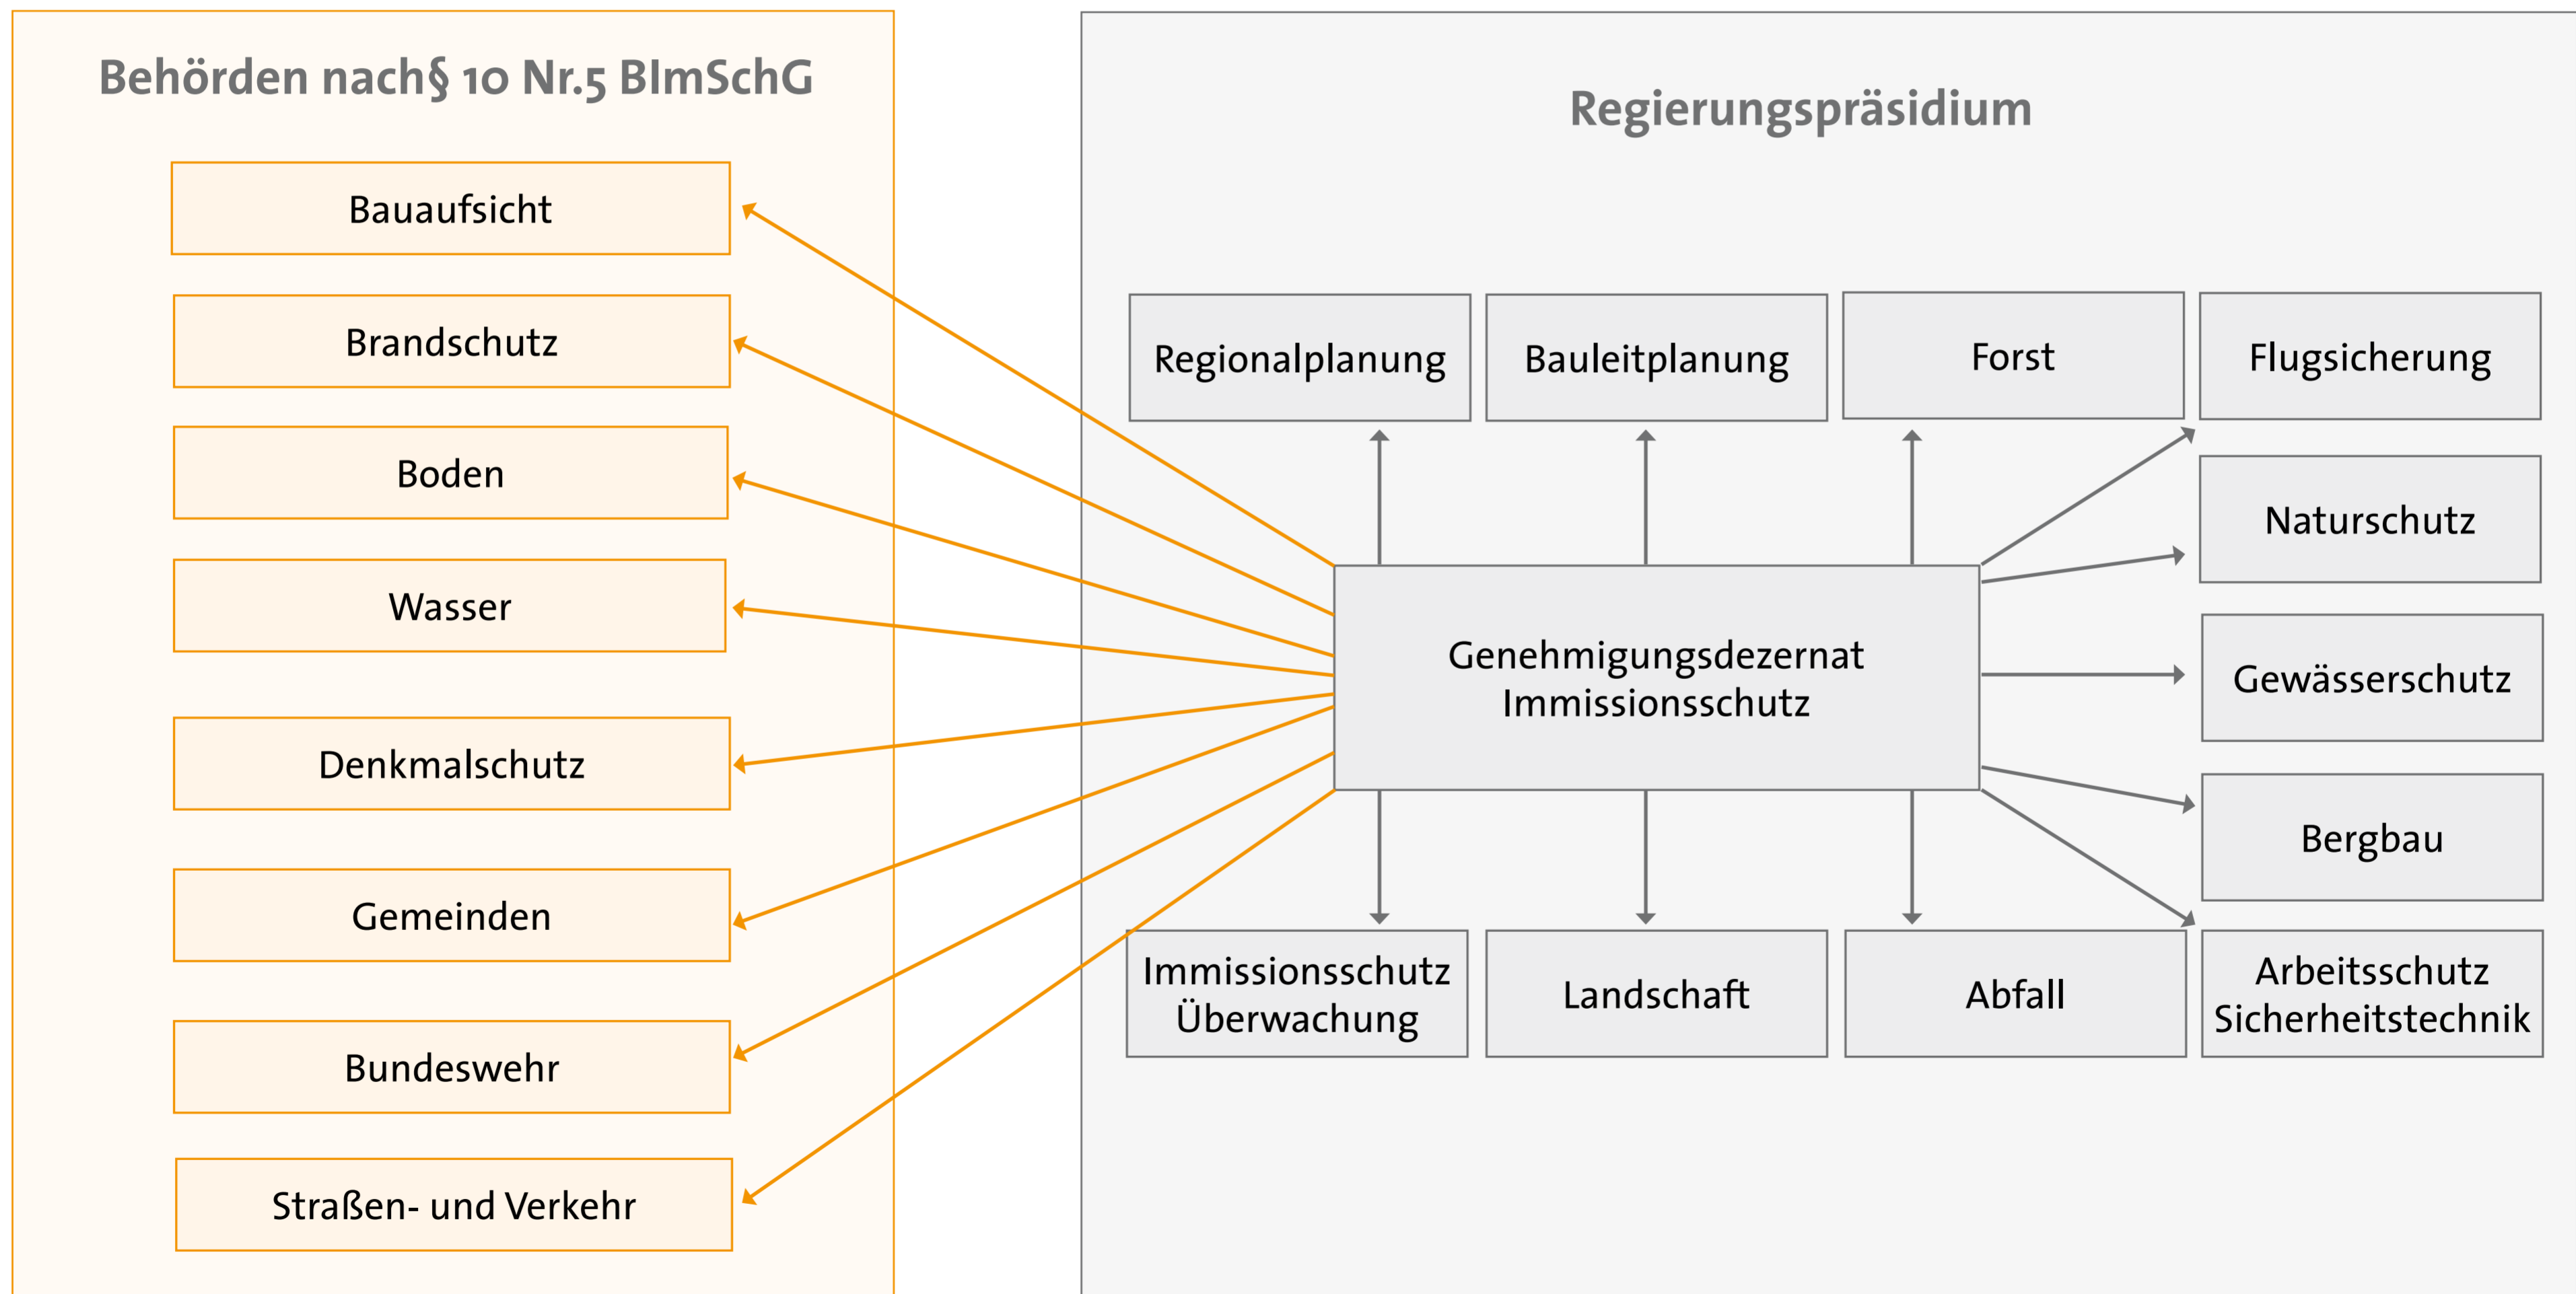 Behörden nach§ 10 Nr.5 BImSchG
Bauaufsicht
Brandschutz
Boden
Wasser
Denkmalschutz
Gemeinden
Bundeswehr
Straßen- und Verkehr
Regierungspräsidium
Regionalplanung
Bauleitplanung
Forst
Flugsicherung
Naturschutz
Genehmigungsdezernat
Immissionsschutz
Gewässerschutz
Bergbau
Immissionsschutz
Überwachung
Landschaft
Abfall
Arbeitsschutz
Sicherheitstechnik